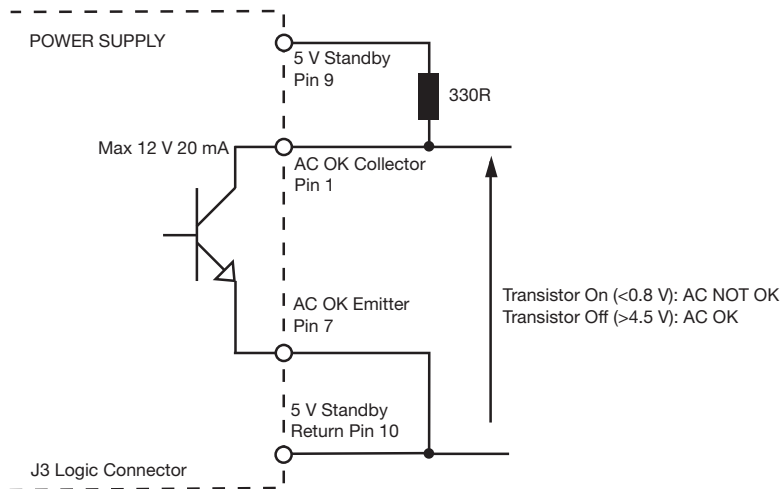 POWER SUPPLY
5 V Standby
Pin 9
330R
Max 12 V 20 mA
AC OK Collector
Pin 1
Transistor On (<0.8 V): AC NOT OK
Transistor Off (>4.5 V): AC OK
AC OK Emitter
Pin 7
5 V Standby
Return Pin 10
J3 Logic Connector